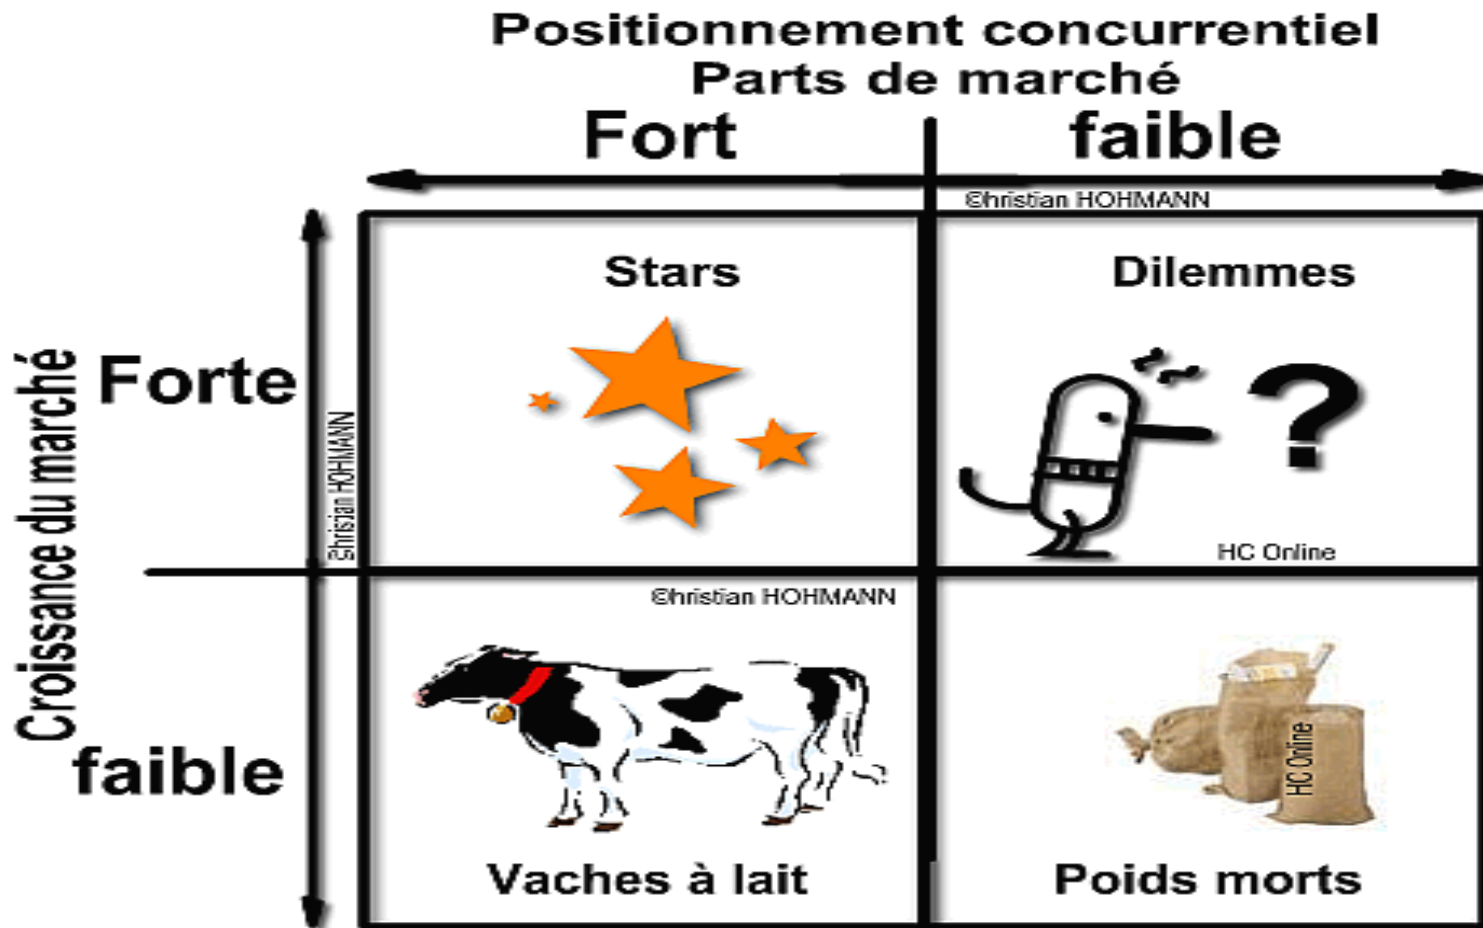 Positionnement concurrentiel
Parts de marché
Fort faible
©hristian HOHMANN
Stars Dilemmes
Croissance du marché
Forte
©hristian HOHMANN
?
HC Online
©hristian HOHMANN
faible
HC Online
Vaches à lait Poids morts